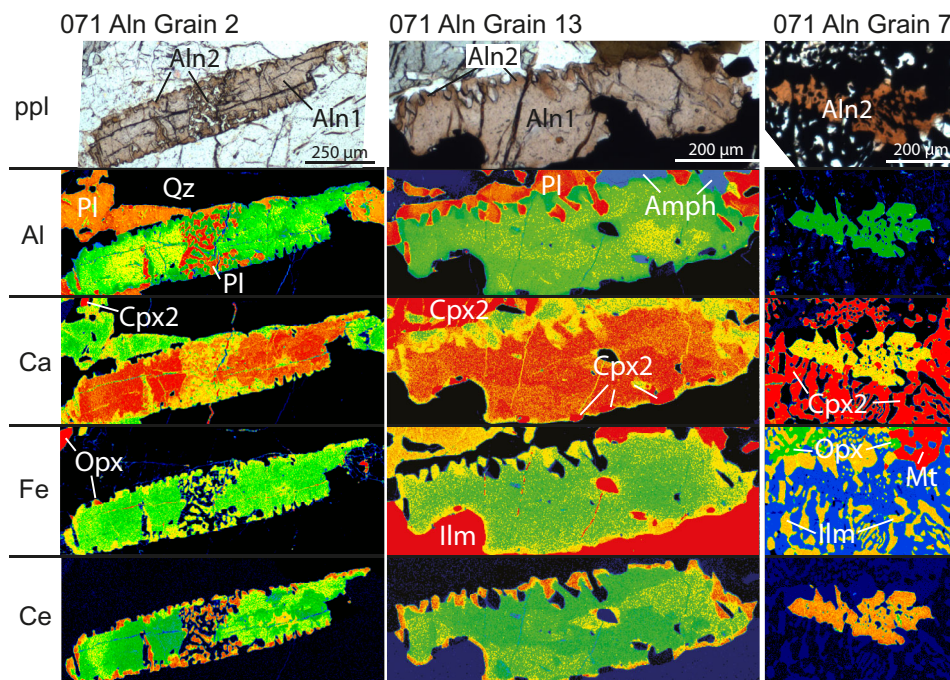 071 Aln Grain 2
071 Aln Grain 13
071 Aln Grain 7
ppl
Aln2
Aln1
250 µm
Aln2
Aln1
200 µm
Aln2
200 µm
Al
Pl
Qz
Pl
Pl
Amph
Ca
Cpx2
Cpx2
Cpx2
Cpx2
Fe
Opx
Ilm
Opx
Mt
Ilm
Ce